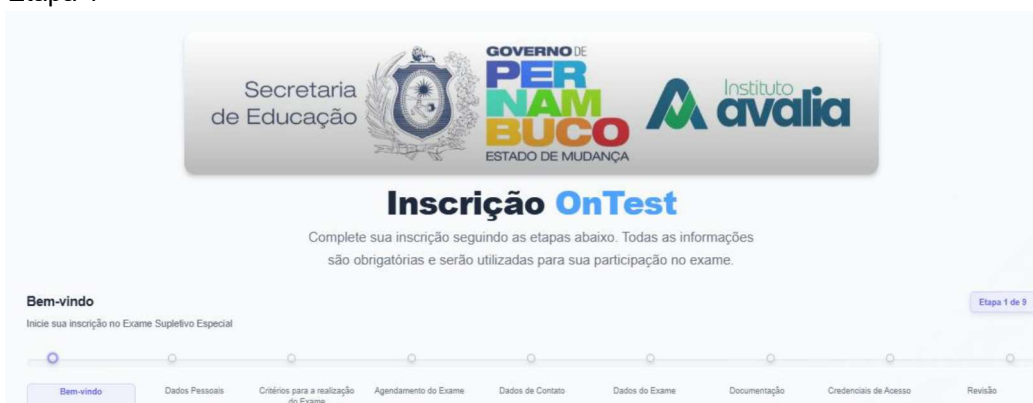 Secretaria
de Educação
GOVERNO DE
PER
NAM
BUCO
ESTADO DE MUDANÇA
Instituto
avalia
Inscrição OnTest
Complete sua inscrição seguindo as etapas abaixo. Todas as informações
são obrigatórias e serão utilizadas para sua participação no exame.
Bem-vindo
Etapa 1 de 9
Inicie sua inscrição no Exame Supletivo Especial
Bem-vindo
Dados Pessoais
Critérios para a realização
do Exame
Agendamento do Exame
Dados de Contato
Dados do Exame
Documentação
Credenciais de Acesso
Revisão